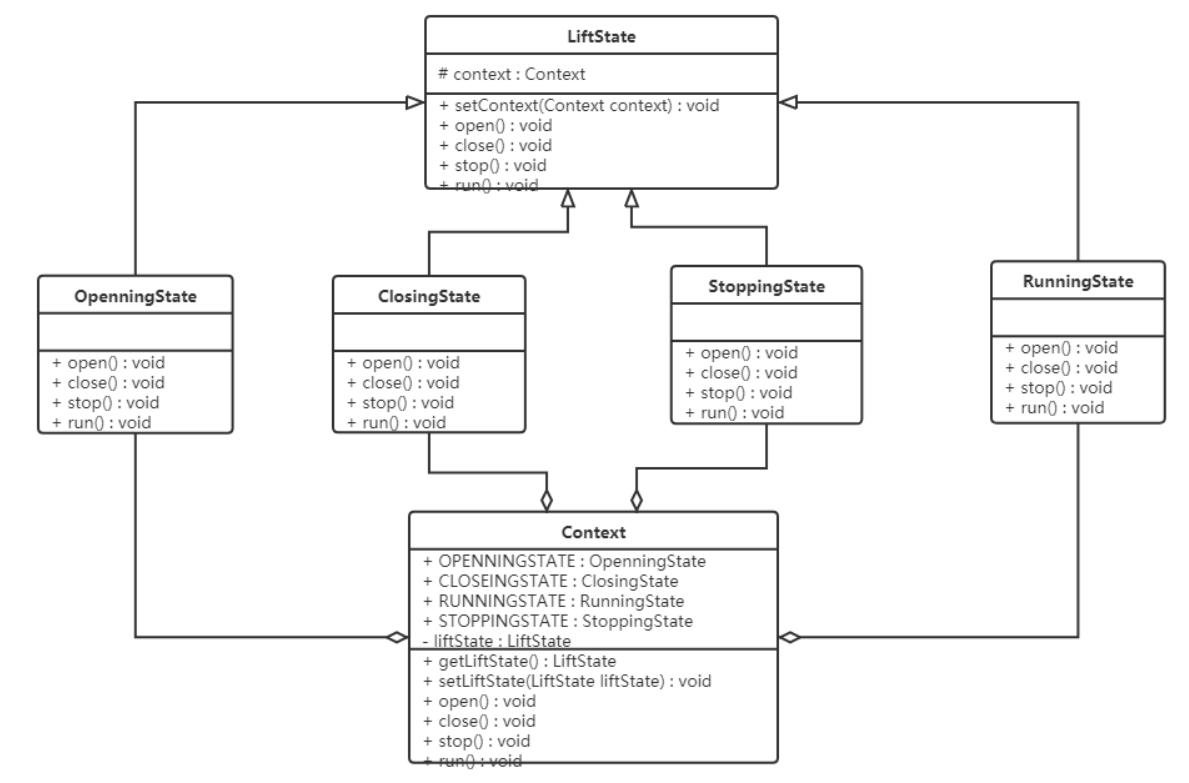 LiftState
# context : Context
+ setContext(Context context) : void
+ open() : void
+ close() : void
+ stop() : void
+ run() : void
OpenningState
+ open() : void
+ close() : void
+ stop() : void
+ run() : void
ClosingState
+ open() : void
+ close() : void
+ stop() : void
+ run() : void
StoppingState
+ open() : void
+ close() : void
+ stop() : void
+ run() : void
RunningState
+ open() : void
+ close() : void
+ stop() : void
+ run() : void
Context
+ OPENNINGSTATE : OpenningState
+ CLOSEINGSTATE : ClosingState
+ RUNNINGSTATE : RunningState
+ STOPPINGSTATE : StoppingState
- liftState : LiftState
+ getLiftState() : LiftState
+ setLiftState(LiftState liftState) : void
+ open() : void
+ close() : void
+ stop() : void
+ run() : void